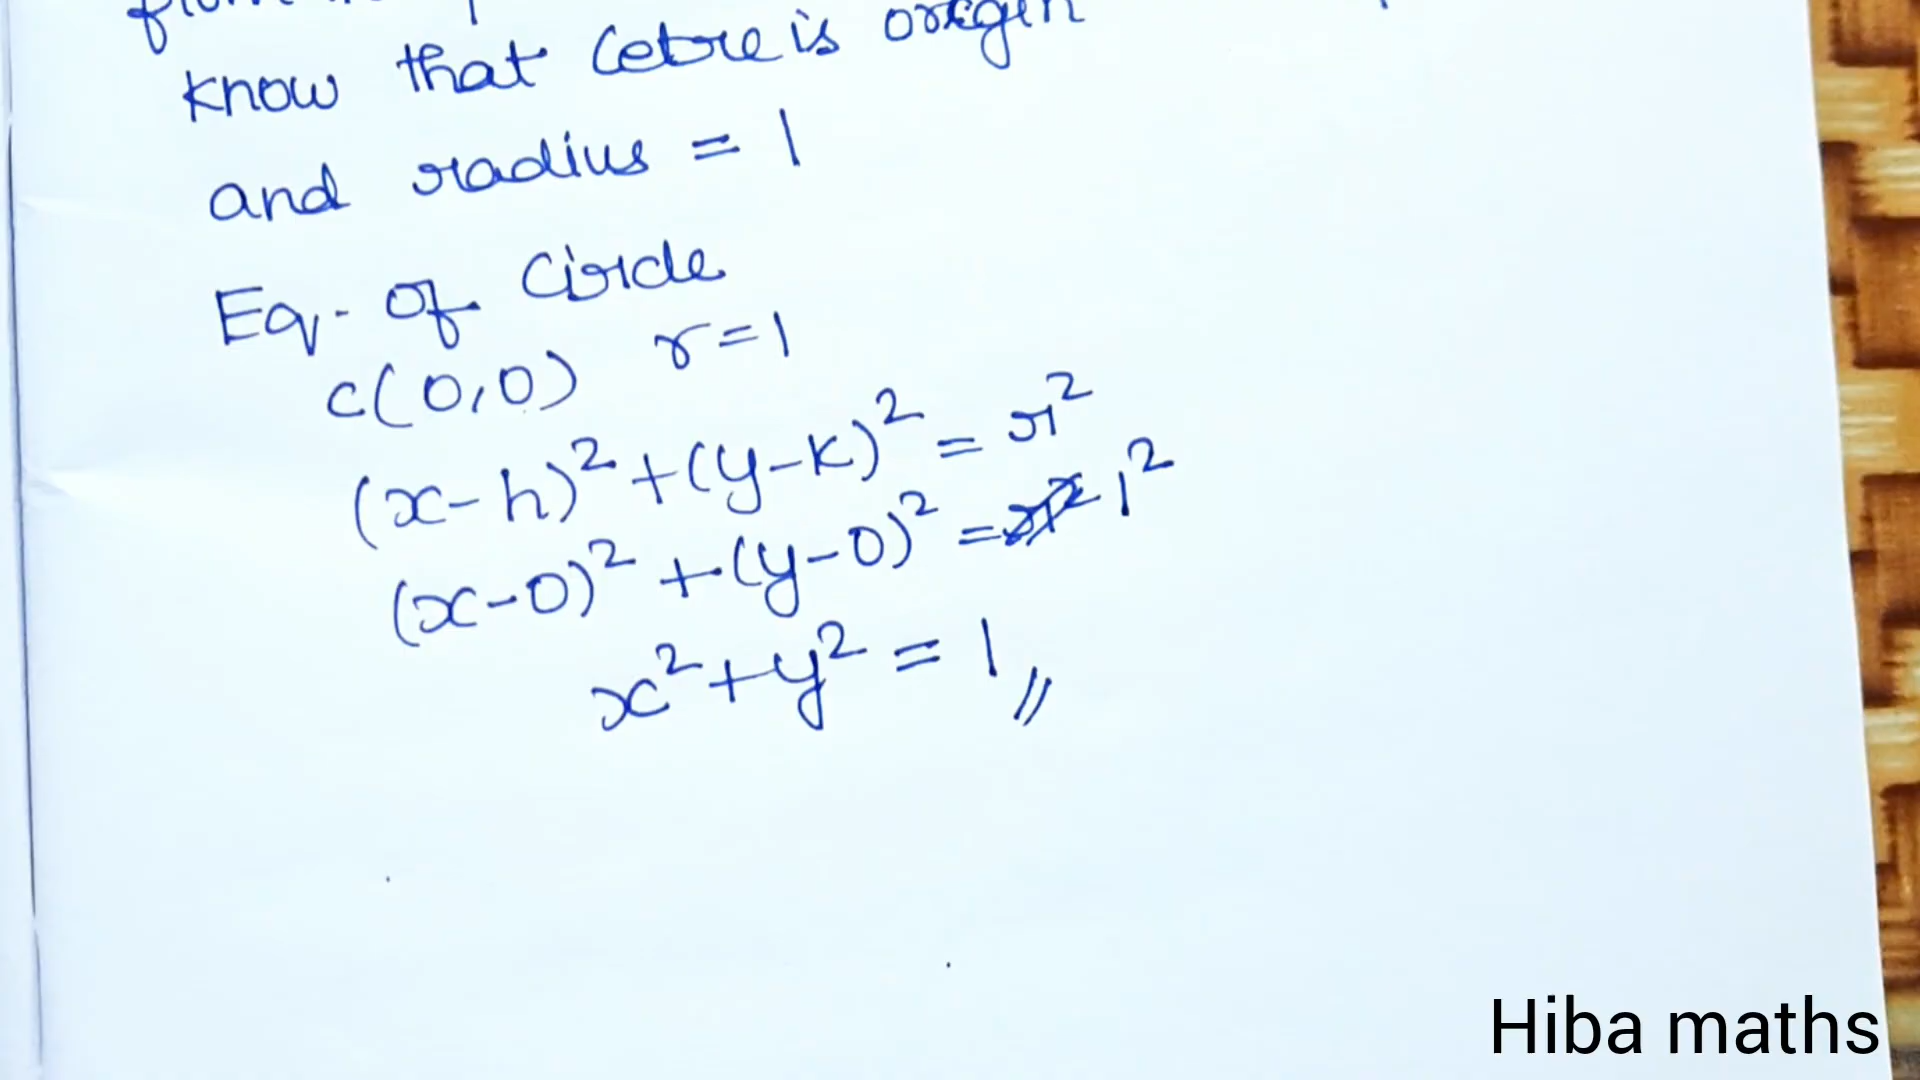 know that Cetre is origin
and radius = 1
Eq. of Circle
C(0,0) r=1
(x-h)²+(y-k)² = r²
(x-0)²+(y-0)² = 1²
x²+y² = 1//
Hiba maths